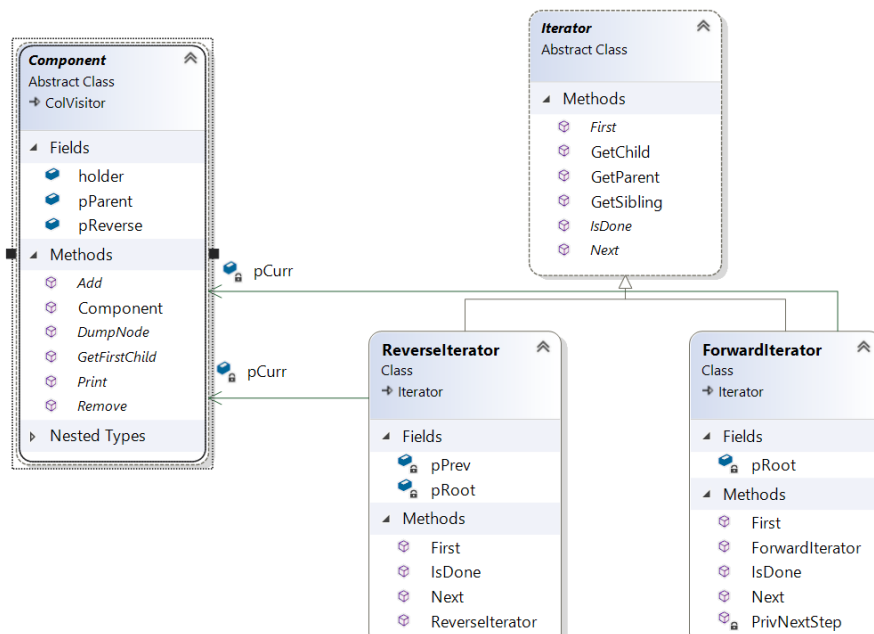 Component
Abstract Class
ColVisitor
Fields
holder
pParent
pReverse
Methods
Add
Component
DumpNode
GetFirstChild
Print
Remove
Nested Types
pCurr
pCurr
Iterator
Abstract Class
Methods
First
GetChild
GetParent
GetSibling
IsDone
Next
ReverseIterator
Class
Iterator
Fields
pPrev
pRoot
Methods
First
IsDone
Next
ReverseIterator
ForwardIterator
Class
Iterator
Fields
pRoot
Methods
First
ForwardIterator
IsDone
Next
PrivNextStep